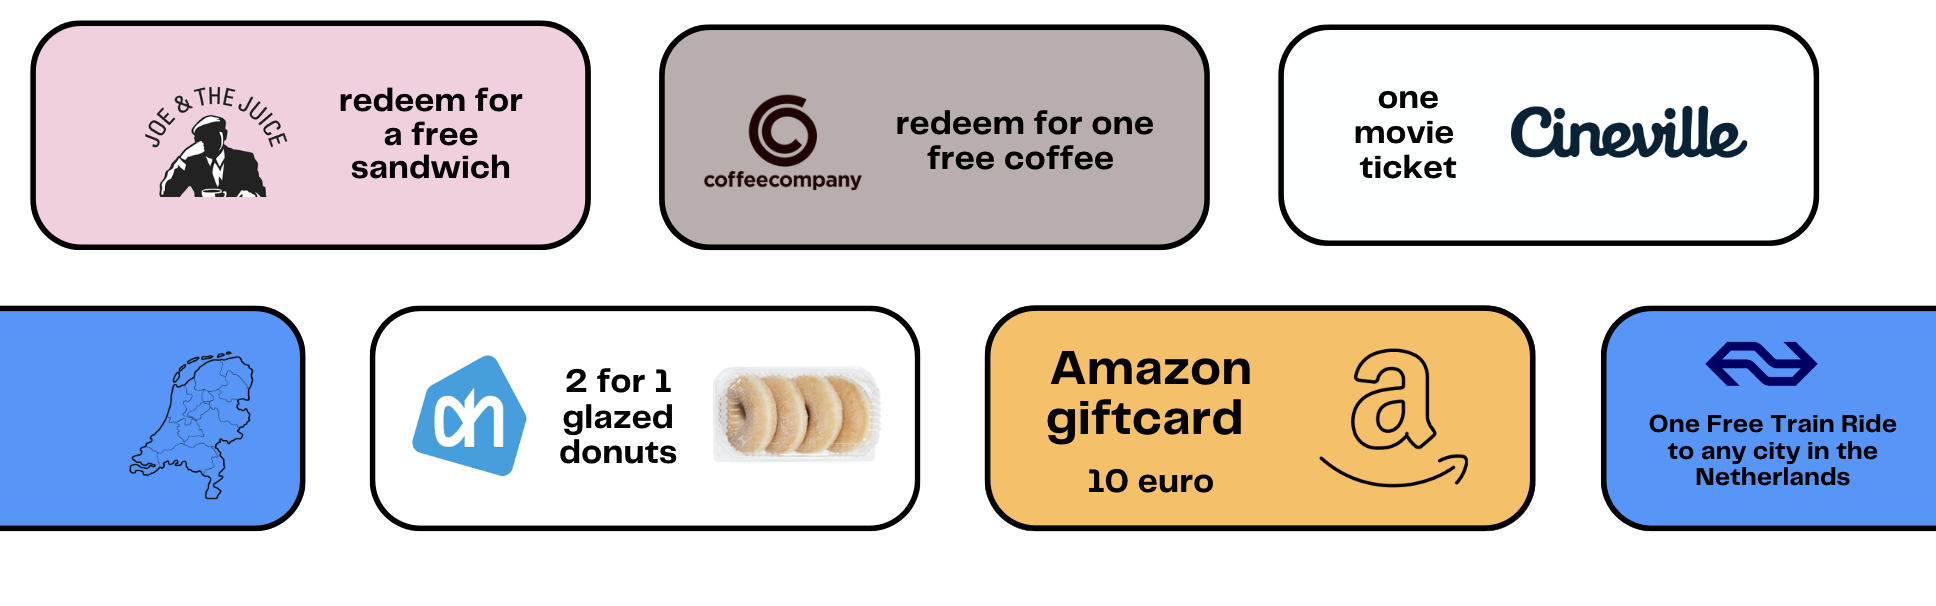 JOE & THE JUICE
redeem for
a free
sandwich
coffeecompany
redeem for one
free coffee
one
movie
ticket
Cineville
ah
2 for 1
glazed
donuts
Amazon
giftcard
10 euro
a
One Free Train Ride
to any city in the
Netherlands